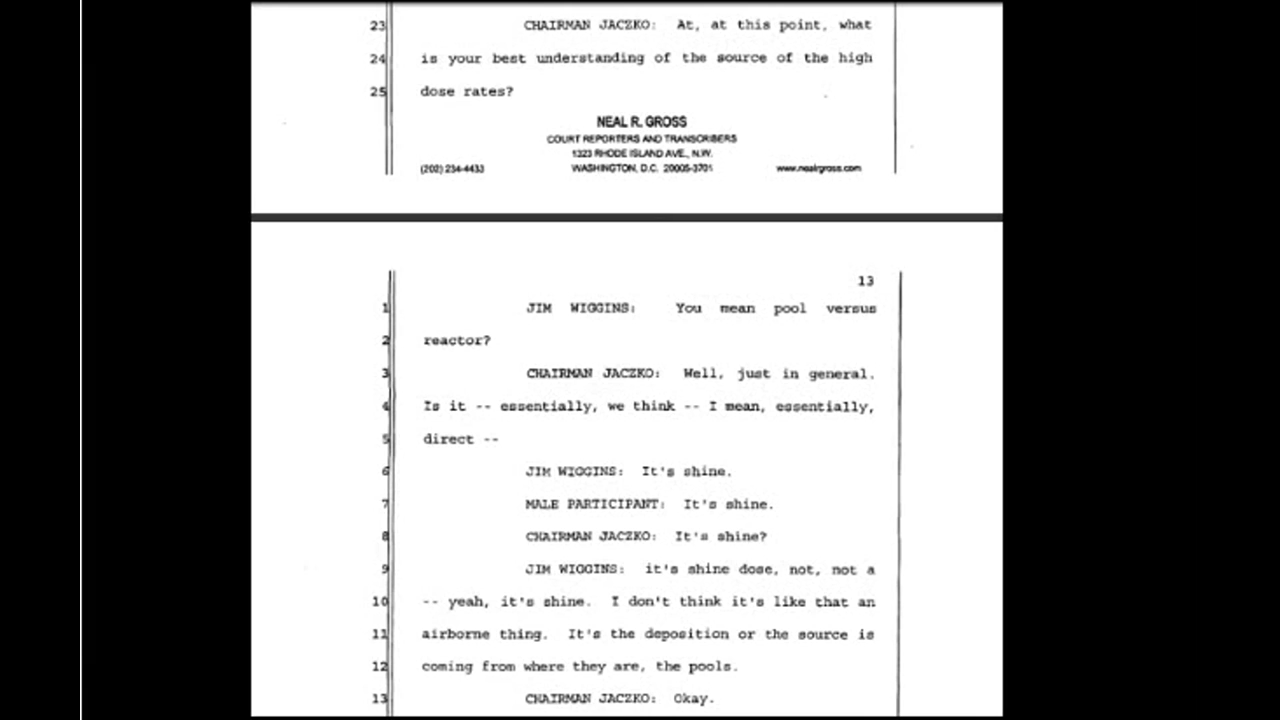 23 CHAIRMAN JACZKO: At, at this point, what
24 is your best understanding of the source of the high
25 dose rates?
NEAL R. GROSS
COURT REPORTERS AND TRANSCRIBERS
1323 RHODE ISLAND AVE., N.W.
(202) 234-4433 WASHINGTON, D.C. 20005-3701 www.nealrgross.com
13
1 JIM WIGGINS: You mean pool versus
2 reactor?
3 CHAIRMAN JACZKO: Well, just in general.
4 Is it -- essentially, we think -- I mean, essentially,
5 direct --
6 JIM WIGGINS: It's shine.
7 MALE PARTICIPANT: It's shine.
8 CHAIRMAN JACZKO: It's shine?
9 JIM WIGGINS: it's shine dose, not, not a
10 -- yeah, it's shine. I don't think it's like that an
11 airborne thing. It's the deposition or the source is
12 coming from where they are, the pools.
13 CHAIRMAN JACZKO: Okay.